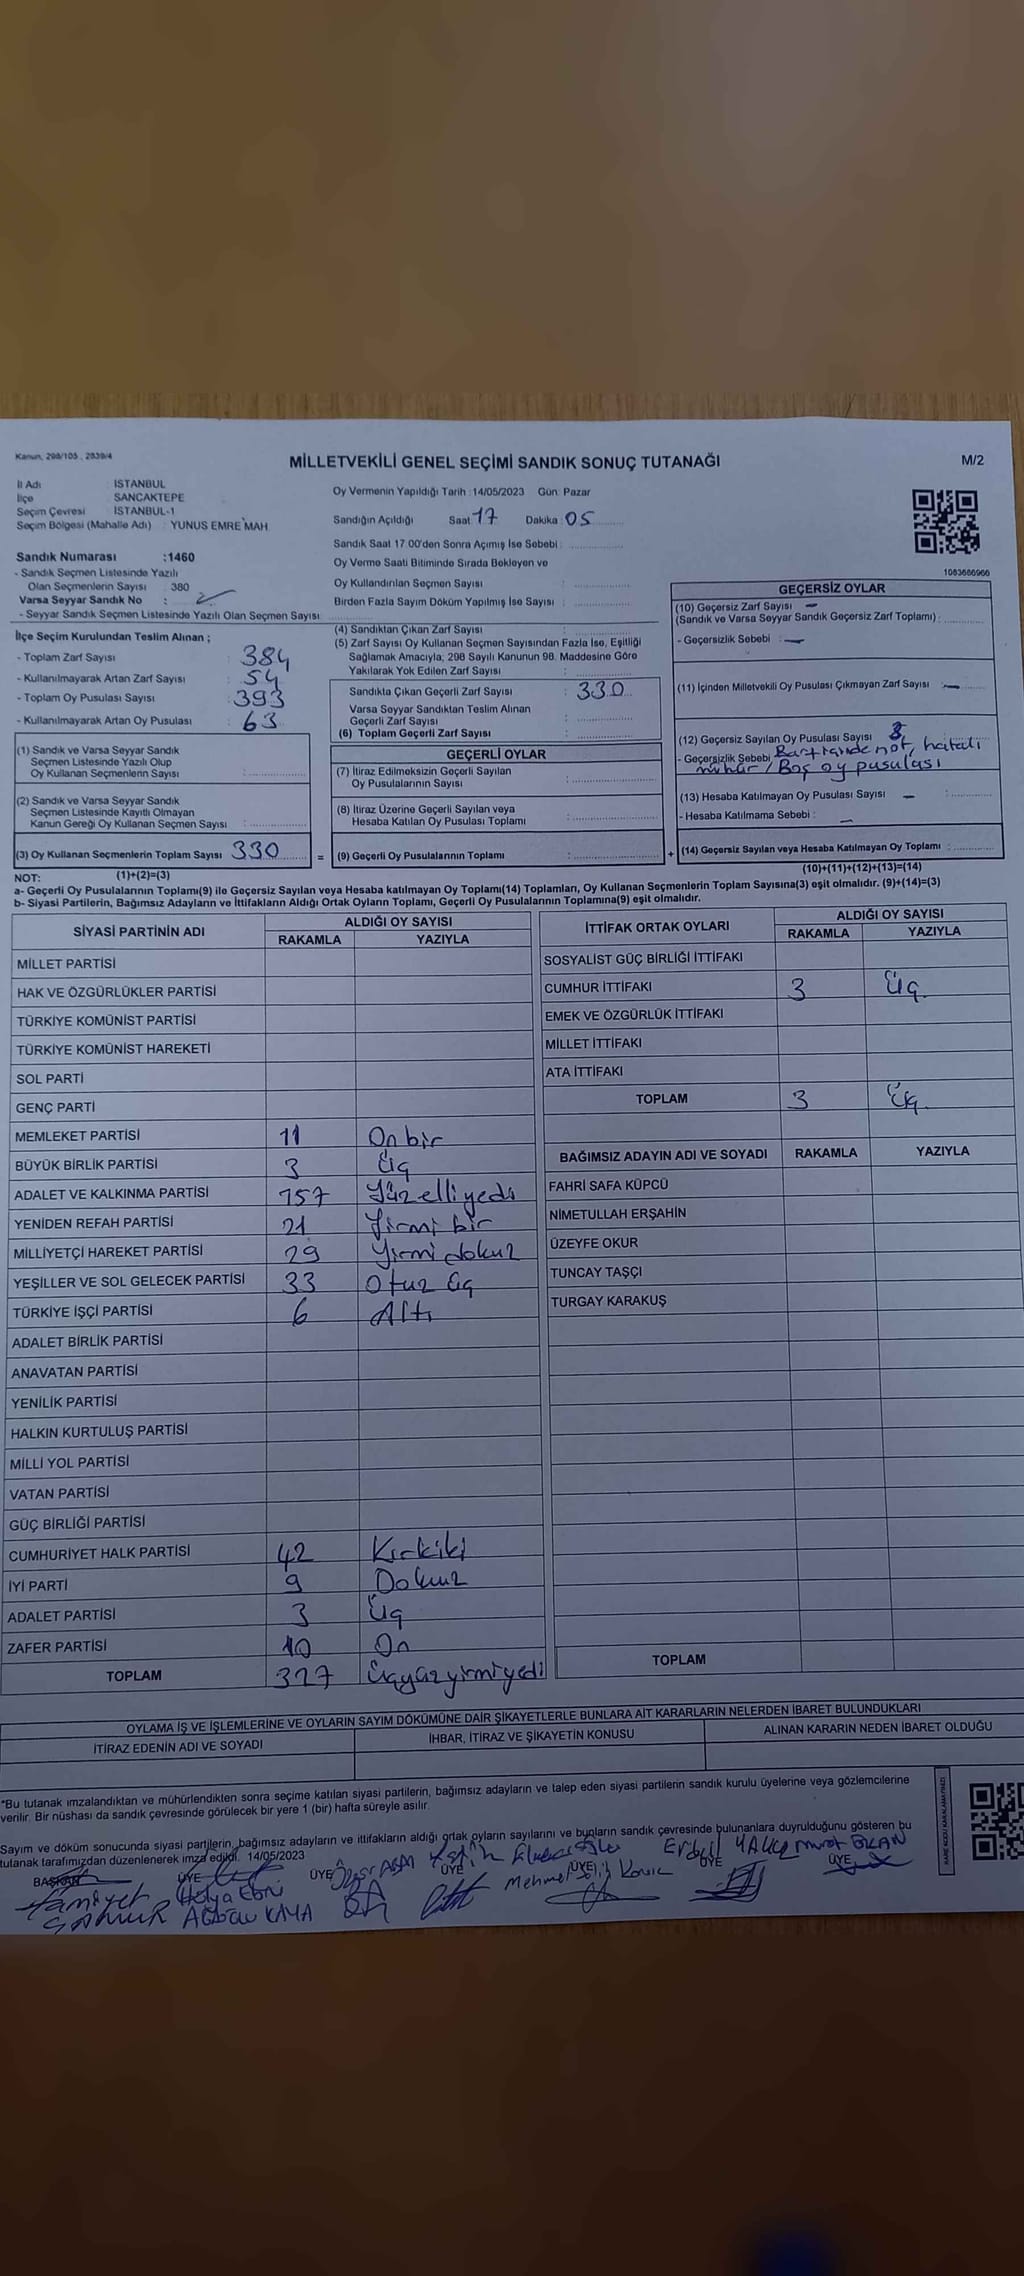 Kanun, 298/105 , 2839/4
MİLLETVEKİLİ GENEL SEÇİMİ SANDIK SONUÇ TUTANAĞI
M/2
İl Adı : İSTANBUL
İlçe : SANCAKTEPE
Seçim Çevresi : İSTANBUL-1
Seçim Bölgesi (Mahalle Adı) : YUNUS EMRE MAH
Sandık Numarası :1460
- Sandık Seçmen Listesinde Yazılı
Olan Seçmenlerin Sayısı : 380
Varsa Seyyar Sandık No :
- Seyyar Sandık Seçmen Listesinde Yazılı Olan Seçmen Sayısı
Oy Vermenin Yapıldığı Tarih :14/05/2023 Gün: Pazar
Sandığın Açıldığı Saat 17 Dakika 05
Sandık Saat 17.00'den Sonra Açımış İse Sebebi :
Oy Verme Saati Bitiminde Sırada Bekleyen ve
Oy Kullandırılan Seçmen Sayısı :
Birden Fazla Sayım Döküm Yapılmış İse Sayısı :
1083686966
İlçe Seçim Kurulundan Teslim Alınan ;
- Toplam Zarf Sayısı : 384
- Kullanılmayarak Artan Zarf Sayısı : 54
- Toplam Oy Pusulası Sayısı : 393
- Kullanılmayarak Artan Oy Pusulası : 63
(1) Sandık ve Varsa Seyyar Sandık
Seçmen Listesinde Yazılı Olup
Oy Kullanan Seçmenlerin Sayısı :
(2) Sandık ve Varsa Seyyar Sandık
Seçmen Listesinde Kayıtlı Olmayan
Kanun Gereği Oy Kullanan Seçmen Sayısı :
(3) Oy Kullanan Seçmenlerin Toplam Sayısı 330
(4) Sandıktan Çıkan Zarf Sayısı :
(5) Zarf Sayısı Oy Kullanan Seçmen Sayısından Fazla İse, Eşitliği
Sağlamak Amacıyla; 298 Sayılı Kanunun 98. Maddesine Göre
Yakılarak Yok Edilen Zarf Sayısı :
Sandıkta Çıkan Geçerli Zarf Sayısı : 330
Varsa Seyyar Sandıktan Teslim Alınan
Geçerli Zarf Sayısı :
(6) Toplam Geçerli Zarf Sayısı :
GEÇERLİ OYLAR
(7) İtiraz Edilmeksizin Geçerli Sayılan
Oy Pusulalarının Sayısı :
(8) İtiraz Üzerine Geçerli Sayılan veya
Hesaba Katılan Oy Pusulası Toplamı :
= (9) Geçerli Oy Pusulalarının Toplamı :
GEÇERSİZ OYLAR
(10) Geçersiz Zarf Sayısı —
(Sandık ve Varsa Seyyar Sandık Geçersiz Zarf Toplamı) :
- Geçersizlik Sebebi : —
(11) İçinden Milletvekili Oy Pusulası Çıkmayan Zarf Sayısı : —
(12) Geçersiz Sayılan Oy Pusulası Sayısı
- Geçersizlik Sebebi not, hatalı
mühür / Boş oy pusulası
(13) Hesaba Katılmayan Oy Pusulası Sayısı — :
- Hesaba Katılmama Sebebi : —
+ (14) Geçersiz Sayılan veya Hesaba Katılmayan Oy Toplamı :
NOT: (1)+(2)=(3)
(10)+(11)+(12)+(13)=(14)
a- Geçerli Oy Pusulalarının Toplamı(9) ile Geçersiz Sayılan veya Hesaba katılmayan Oy Toplamı(14) Toplamları, Oy Kullanan Seçmenlerin Toplam Sayısına(3) eşit olmalıdır. (9)+(14)=(3)
b- Siyasi Partilerin, Bağımsız Adayların ve İttifakların Aldığı Ortak Oyların Toplamı, Geçerli Oy Pusulalarının Toplamına(9) eşit olmalıdır.
SİYASİ PARTİNİN ADI ALDIĞI OY SAYISI
RAKAMLA YAZIYLA
MİLLET PARTİSİ
HAK VE ÖZGÜRLÜKLER PARTİSİ
TÜRKİYE KOMÜNİST PARTİSİ
TÜRKİYE KOMÜNİST HAREKETİ
SOL PARTİ
GENÇ PARTİ
MEMLEKET PARTİSİ 11 On bir
BÜYÜK BİRLİK PARTİSİ 3 Üç
ADALET VE KALKINMA PARTİSİ 157 Yüz elli yedi
YENİDEN REFAH PARTİSİ 21 Yirmi bir
MİLLİYETÇİ HAREKET PARTİSİ 29 Yirmi dokuz
YEŞİLLER VE SOL GELECEK PARTİSİ 33 Otuz üç
TÜRKİYE İŞÇİ PARTİSİ 6 Altı
ADALET BİRLİK PARTİSİ
ANAVATAN PARTİSİ
YENİLİK PARTİSİ
HALKIN KURTULUŞ PARTİSİ
MİLLİ YOL PARTİSİ
VATAN PARTİSİ
GÜÇ BİRLİĞİ PARTİSİ
CUMHURİYET HALK PARTİSİ 42 Kırkiki
İYİ PARTİ 9 Dokuz
ADALET PARTİSİ 3 Üç
ZAFER PARTİSİ 10 On
TOPLAM 327 Üçyüzyirmiyedi
İTTİFAK ORTAK OYLARI ALDIĞI OY SAYISI
RAKAMLA YAZIYLA
SOSYALİST GÜÇ BİRLİĞİ İTTİFAKI
CUMHUR İTTİFAKI 3 Üç
EMEK VE ÖZGÜRLÜK İTTİFAKI
MİLLET İTTİFAKI
ATA İTTİFAKI
TOPLAM 3 Üç
BAĞIMSIZ ADAYIN ADI VE SOYADI RAKAMLA YAZIYLA
FAHRİ SAFA KÜPCÜ
NİMETULLAH ERŞAHİN
ÜZEYFE OKUR
TUNCAY TAŞÇI
TURGAY KARAKUŞ
TOPLAM
OYLAMA İŞ VE İŞLEMLERİNE VE OYLARIN SAYIM DÖKÜMÜNE DAİR ŞİKAYETLERLE BUNLARA AİT KARARLARIN NELERDEN İBARET BULUNDUKLARI
İTİRAZ EDENİN ADI VE SOYADI İHBAR, İTİRAZ VE ŞİKAYETİN KONUSU ALINAN KARARIN NEDEN İBARET OLDUĞU
*Bu tutanak imzalandıktan ve mühürlendikten sonra seçime katılan siyasi partilerin, bağımsız adayların ve talep eden siyasi partilerin sandık kurulu üyelerine veya gözlemcilerine
verilir. Bir nüshası da sandık çevresinde görülecek bir yere 1 (bir) hafta süreyle asılır.
Sayım ve döküm sonucunda siyasi partilerin, bağımsız adayların ve ittifakların aldığı ortak oyların sayılarını ve bunların sandık çevresinde bulunanlara duyrulduğunu gösteren bu
tutanak tarafımızdan düzenlenerek imza edildi. 14/05/2023
BAŞKAN ÜYE ÜYE ÜYE ÜYE ÜYE ÜYE
Mehmet
Hülya Ebru
KAYA